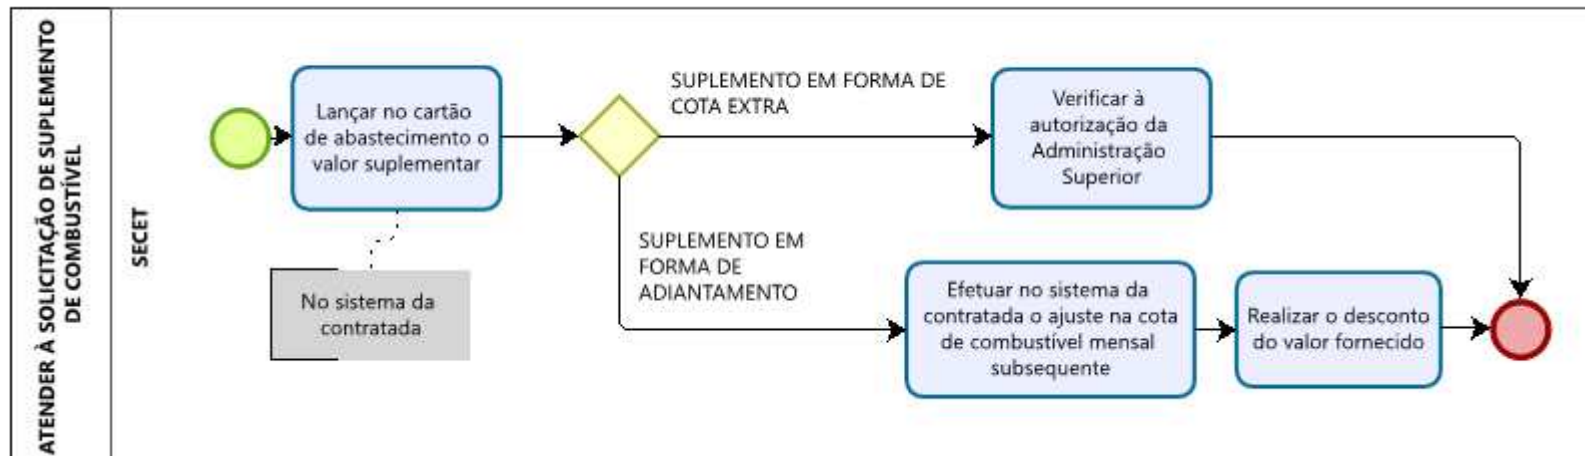 ATENDER À SOLICITAÇÃO DE SUPLEMENTO
DE COMBUSTÍVEL
SECET
Lançar no cartão
de abastecimento o
valor suplementar
No sistema da
contratada
SUPLEMENTO EM FORMA DE
COTA EXTRA
Verificar à
autorização da
Administração
Superior
SUPLEMENTO EM
FORMA DE
ADIANTAMENTO
Efetuar no sistema da
contratada o ajuste na cota
de combustível mensal
subsequente
Realizar o desconto
do valor fornecido